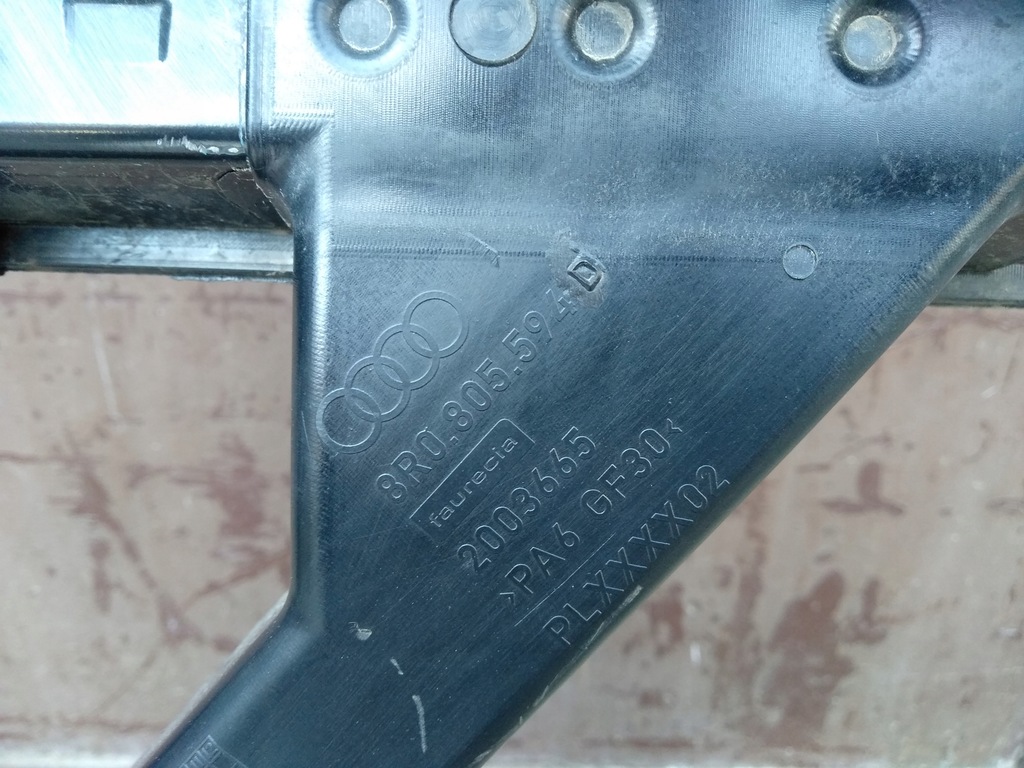 8R0.805.594.D
faurecia
20036665
>PA6 GF30<
PLXXXX02